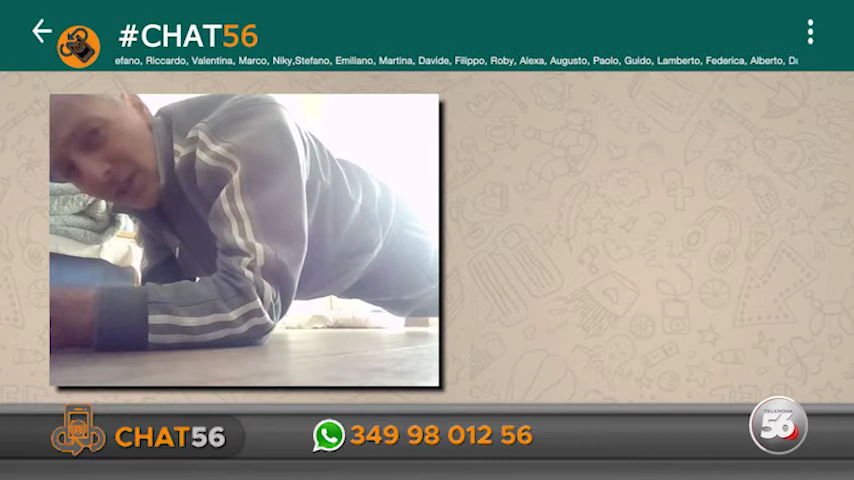 #CHAT56
efano, Riccardo, Valentina, Marco, Niky,Stefano, Emiliano, Martina, Davide, Filippo, Roby, Alexa, Augusto, Paolo, Guido, Lamberto, Federica, Alberto,
CHAT56
349 98 012 56
56